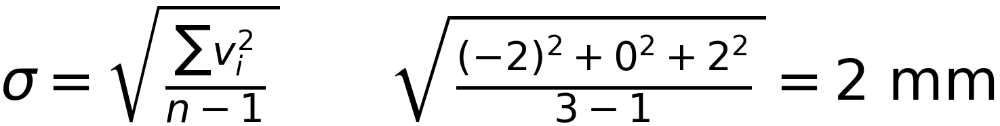 σ = √(∑v_i²/(n − 1))    √(((−2)² + 0² + 2²)/(3 − 1)) = 2 mm